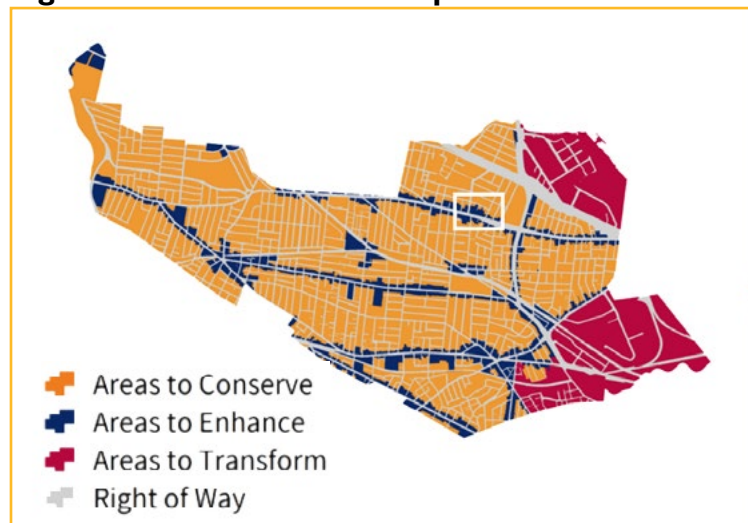 Areas to Conserve
Areas to Enhance
Areas to Transform
Right of Way